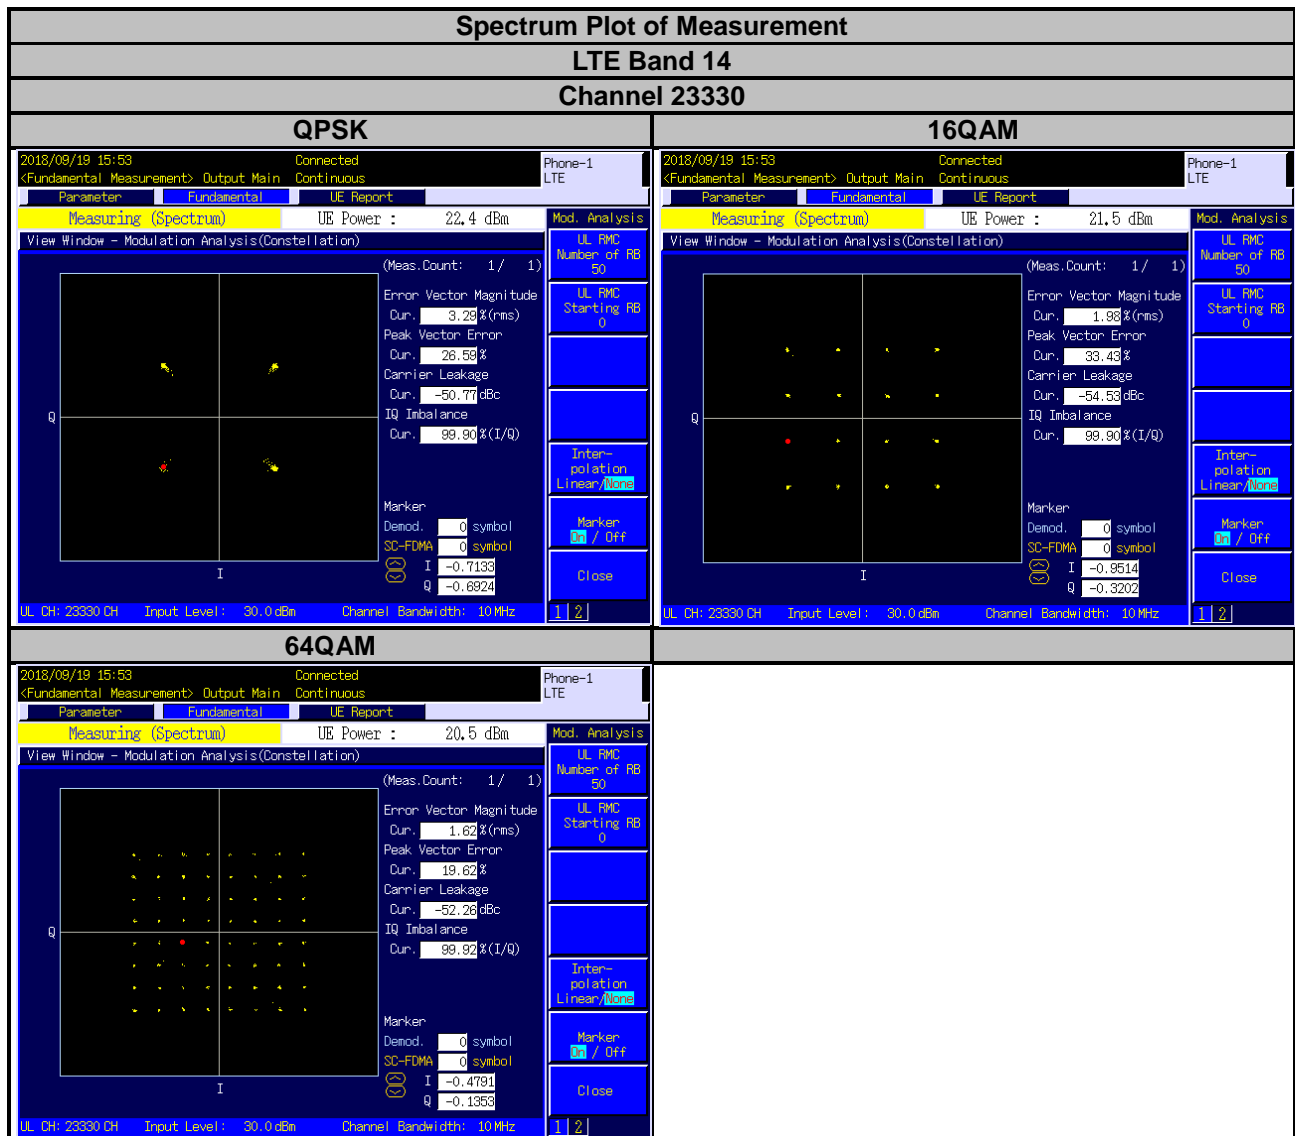 Spectrum Plot of Measurement
LTE Band 14
Channel 23330
QPSK
2018/09/19 15:53 Connected Phone-1
<Fundamental Measurement> Output Main Continuous LTE
Parameter Fundamental UE Report
Measuring (Spectrum) UE Power : 22.4 dBm Mod. Analysis
View Window - Modulation Analysis(Constellation)
(Meas.Count: 1/ 1)
Error Vector Magnitude
Cur. 3.29 %(rms)
Peak Vector Error
Cur. 26.59 %
Carrier Leakage
Cur. -50.77 dBc
IQ Imbalance
Cur. 99.90 %(I/Q)
Q
I
Marker
Demod. 0 symbol
SC-FDMA 0 symbol
I -0.7133
Q -0.6924
UL RMC
Number of RB
50
UL RMC
Starting RB
0
Inter-
polation
Linear/None
Marker
On / Off
Close
UL CH: 23330 CH Input Level: 30.0 dBm Channel Bandwidth: 10 MHz 1 2
16QAM
2018/09/19 15:53 Connected Phone-1
<Fundamental Measurement> Output Main Continuous LTE
Parameter Fundamental UE Report
Measuring (Spectrum) UE Power : 21.5 dBm Mod. Analysis
View Window - Modulation Analysis(Constellation)
(Meas.Count: 1/ 1)
Error Vector Magnitude
Cur. 1.98 %(rms)
Peak Vector Error
Cur. 33.43 %
Carrier Leakage
Cur. -54.53 dBc
IQ Imbalance
Cur. 99.90 %(I/Q)
Q
I
Marker
Demod. 0 symbol
SC-FDMA 0 symbol
I -0.9514
Q -0.3202
UL RMC
Number of RB
50
UL RMC
Starting RB
0
Inter-
polation
Linear/None
Marker
On / Off
Close
UL CH: 23330 CH Input Level: 30.0 dBm Channel Bandwidth: 10 MHz 1 2
64QAM
2018/09/19 15:53 Connected Phone-1
<Fundamental Measurement> Output Main Continuous LTE
Parameter Fundamental UE Report
Measuring (Spectrum) UE Power : 20.5 dBm Mod. Analysis
View Window - Modulation Analysis(Constellation)
(Meas.Count: 1/ 1)
Error Vector Magnitude
Cur. 1.62 %(rms)
Peak Vector Error
Cur. 19.62 %
Carrier Leakage
Cur. -52.26 dBc
IQ Imbalance
Cur. 99.92 %(I/Q)
Q
I
Marker
Demod. 0 symbol
SC-FDMA 0 symbol
I -0.4791
Q -0.1353
UL RMC
Number of RB
50
UL RMC
Starting RB
0
Inter-
polation
Linear/None
Marker
On / Off
Close
UL CH: 23330 CH Input Level: 30.0 dBm Channel Bandwidth: 10 MHz 1 2